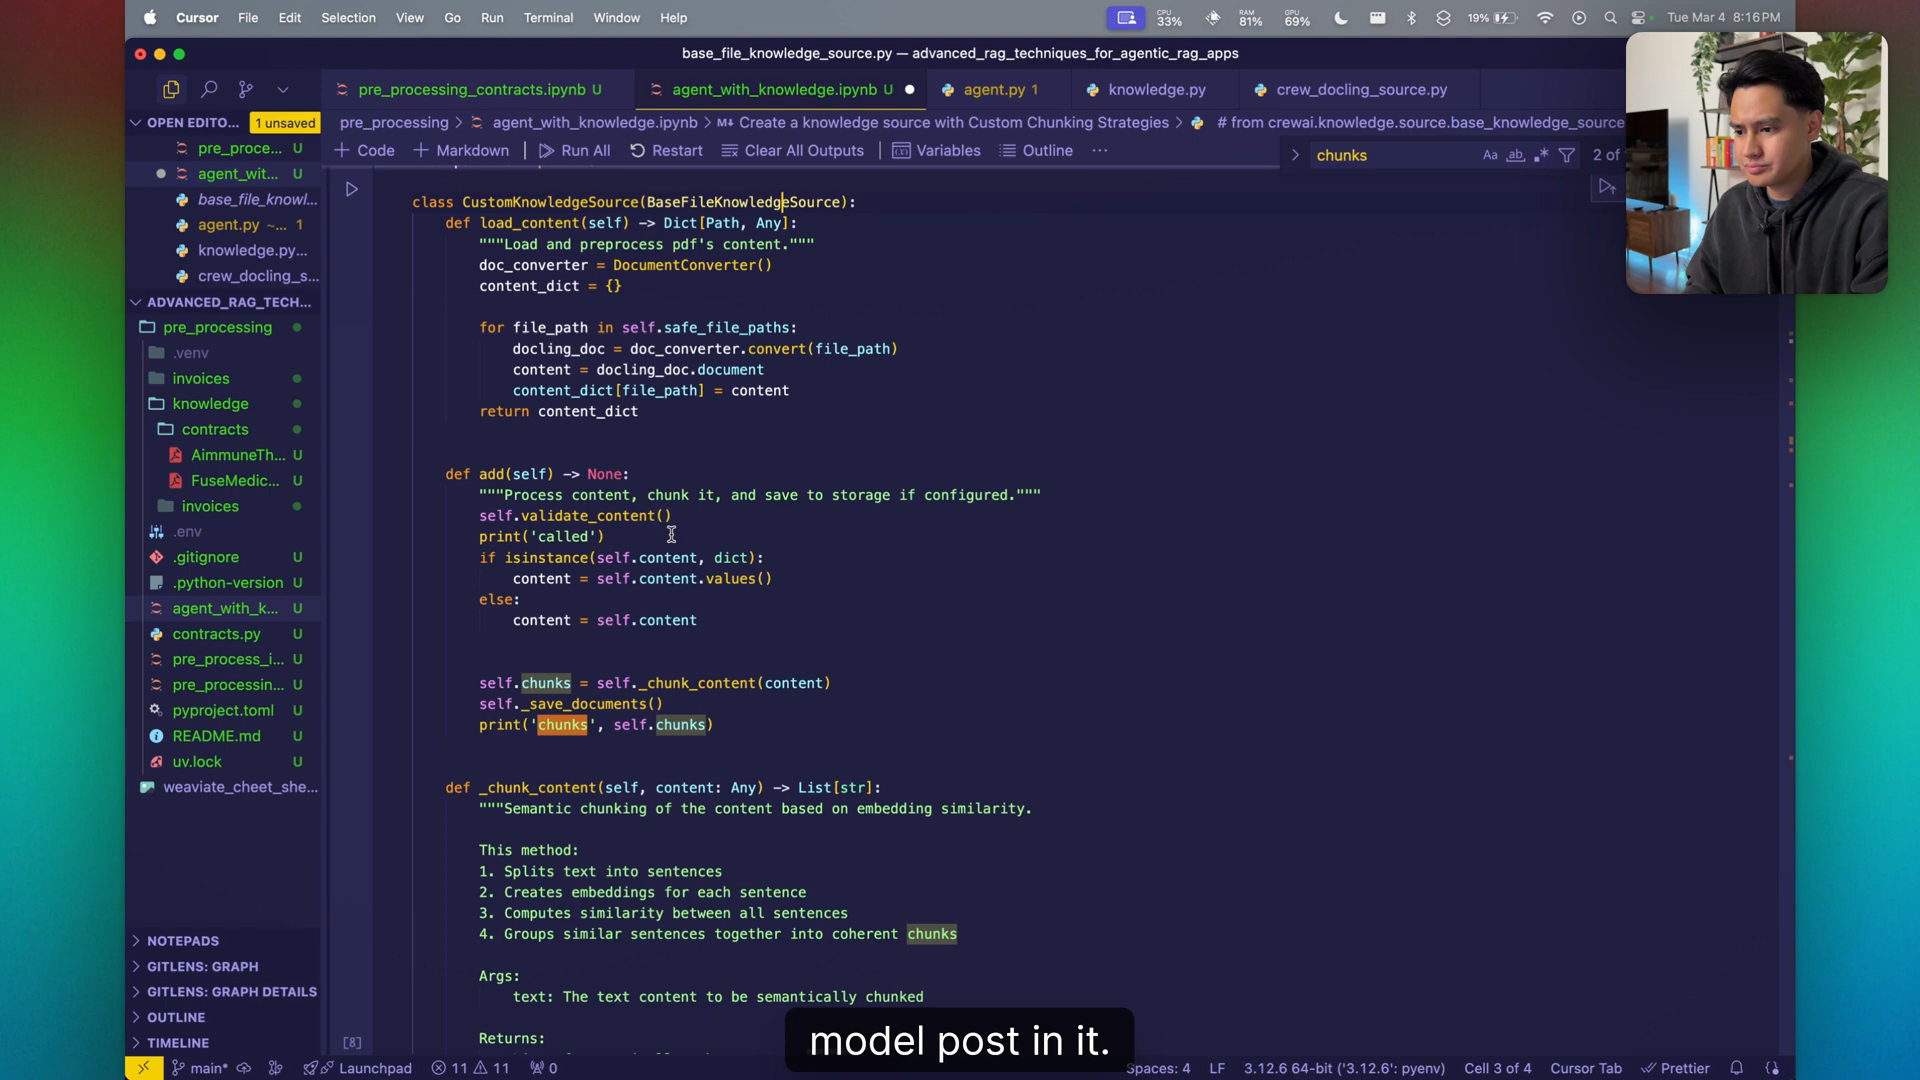 Cursor File Edit Selection View Go Run Terminal Window Help
CPU 33% RAM 81% GPU 69% 19% Tue Mar 4 8:16 PM
base_file_knowledge_source.py — advanced_rag_techniques_for_agentic_rag_apps
pre_processing_contracts.ipynb U agent_with_knowledge.ipynb U agent.py 1 knowledge.py crew_docling_source.py
OPEN EDITO... 1 unsaved
pre_processing > agent_with_knowledge.ipynb > M↓ Create a knowledge source with Custom Chunking Strategies > # from crewai.knowledge.source.base_knowledge_source
+ Code + Markdown Run All Restart Clear All Outputs Variables Outline ...
chunks Aa ab 2 of
pre_proce... U
agent_wit... U
base_file_knowl...
agent.py ~... 1
knowledge.py...
crew_docling_s...
ADVANCED_RAG_TECH...
pre_processing
.venv
invoices
knowledge
contracts
AimmuneTh... U
FuseMedic... U
invoices
.env
.gitignore U
.python-version U
agent_with_k... U
contracts.py U
pre_process_i... U
pre_processin... U
pyproject.toml U
README.md U
uv.lock U
weaviate_cheet_she...
NOTEPADS
GITLENS: GRAPH
GITLENS: GRAPH DETAILS
OUTLINE
TIMELINE
class CustomKnowledgeSource(BaseFileKnowledgeSource):
def load_content(self) -> Dict[Path, Any]:
"""Load and preprocess pdf's content."""
doc_converter = DocumentConverter()
content_dict = {}
for file_path in self.safe_file_paths:
docling_doc = doc_converter.convert(file_path)
content = docling_doc.document
content_dict[file_path] = content
return content_dict
def add(self) -> None:
"""Process content, chunk it, and save to storage if configured."""
self.validate_content()
print('called')
if isinstance(self.content, dict):
content = self.content.values()
else:
content = self.content
self.chunks = self._chunk_content(content)
self._save_documents()
print('chunks', self.chunks)
def _chunk_content(self, content: Any) -> List[str]:
"""Semantic chunking of the content based on embedding similarity.
This method:
1. Splits text into sentences
2. Creates embeddings for each sentence
3. Computes similarity between all sentences
4. Groups similar sentences together into coherent chunks
Args:
text: The text content to be semantically chunked
Returns:
[8]
model post in it.
main* Launchpad 11 11 0 Spaces: 4 LF 3.12.6 64-bit ('3.12.6': pyenv) Cell 3 of 4 Cursor Tab Prettier